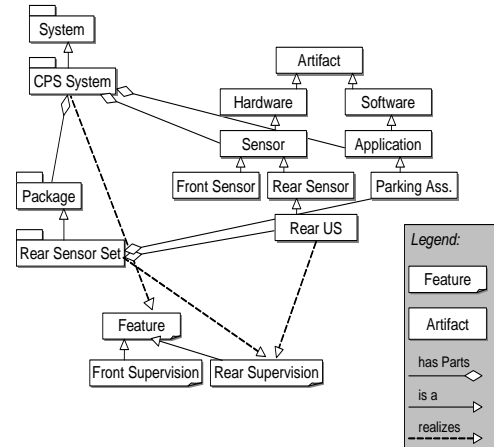 System
CPS System
Artifact
Hardware
Software
Sensor
Application
Front Sensor
Rear Sensor
Parking Ass.
Package
Rear US
Rear Sensor Set
Feature
Front Supervision
Rear Supervision
Legend:
Feature
Artifact
has Parts
is a
realizes